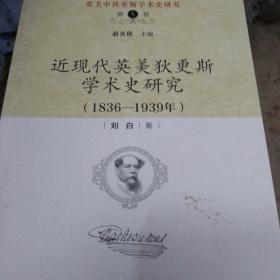 英美中狄更斯学术史研究
第1卷
赵炎秋 主编
近现代英美狄更斯
学术史研究
(1836—1939年)
[刘白[著]